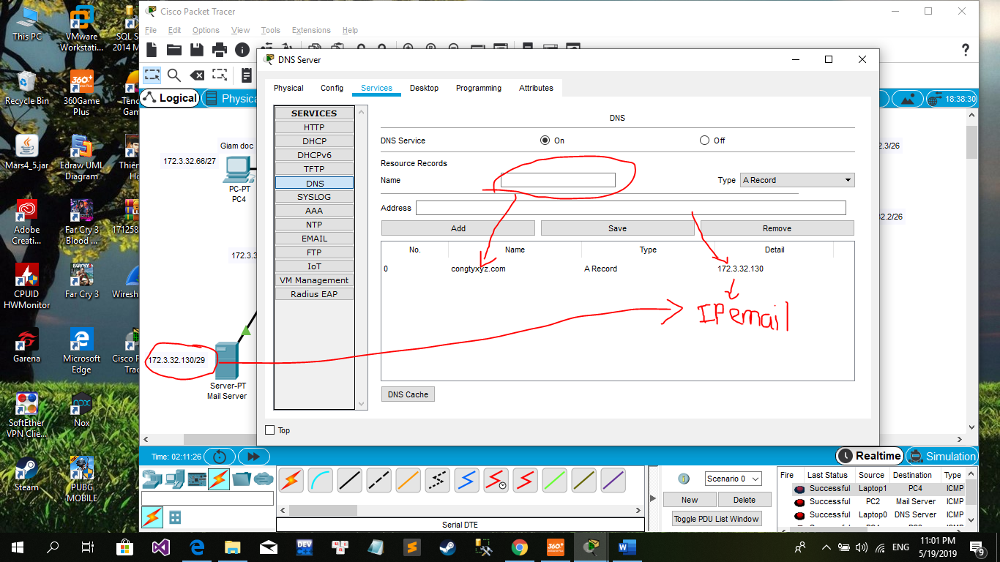 This PC
VMware
Workstati...
SQL S
2014 M
Recycle Bin
360Game
Plus
Tenc
Gam
Mars4_5.jar
Edraw UML
Diagram
Thiên
Ho
Adobe
Creati...
Far Cry 3
Blood ...
171258
CPUID
HWMonitor
Far Cry 3
Wiresh
Garena
Microsoft
Edge
Cisco P
Trac
SoftEther
VPN Clie...
Nox
Steam
PUBG
MOBILE
Cisco Packet Tracer
File Edit Options View Tools Extensions Help
Logical
Physica
18:38:30
Giam doc
172.3.32.66/27
PC-PT
PC4
172.3.3
2.3/26
32.2/26
172.3.32.130/29
Server-PT
Mail Server
DNS Server
Physical Config Services Desktop Programming Attributes
SERVICES
HTTP
DHCP
DHCPv6
TFTP
DNS
SYSLOG
AAA
NTP
EMAIL
FTP
IoT
VM Management
Radius EAP
DNS
DNS Service On Off
Resource Records
Name Type A Record
Address
Add Save Remove
No. Name Type Detail
0 congtyxyz.com A Record 172.3.32.130
IP email
DNS Cache
Top
Time: 02:11:26
Realtime
Simulation
Serial DTE
Scenario 0
New Delete
Toggle PDU List Window
Fire Last Status Source Destination Type
Successful Laptop1 PC4 ICMP
Successful PC2 Mail Server ICMP
Successful Laptop0 DNS Server ICMP
ENG
11:01 PM
5/19/2019
9